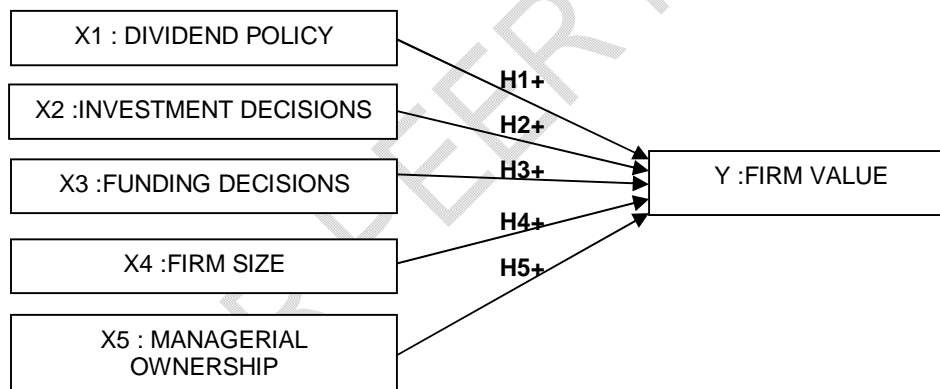 X1 : DIVIDEND POLICY
H1+
X2 :INVESTMENT DECISIONS
H2+
X3 :FUNDING DECISIONS
H3+
Y :FIRM VALUE
H4+
X4 :FIRM SIZE
H5+
X5 : MANAGERIAL
OWNERSHIP